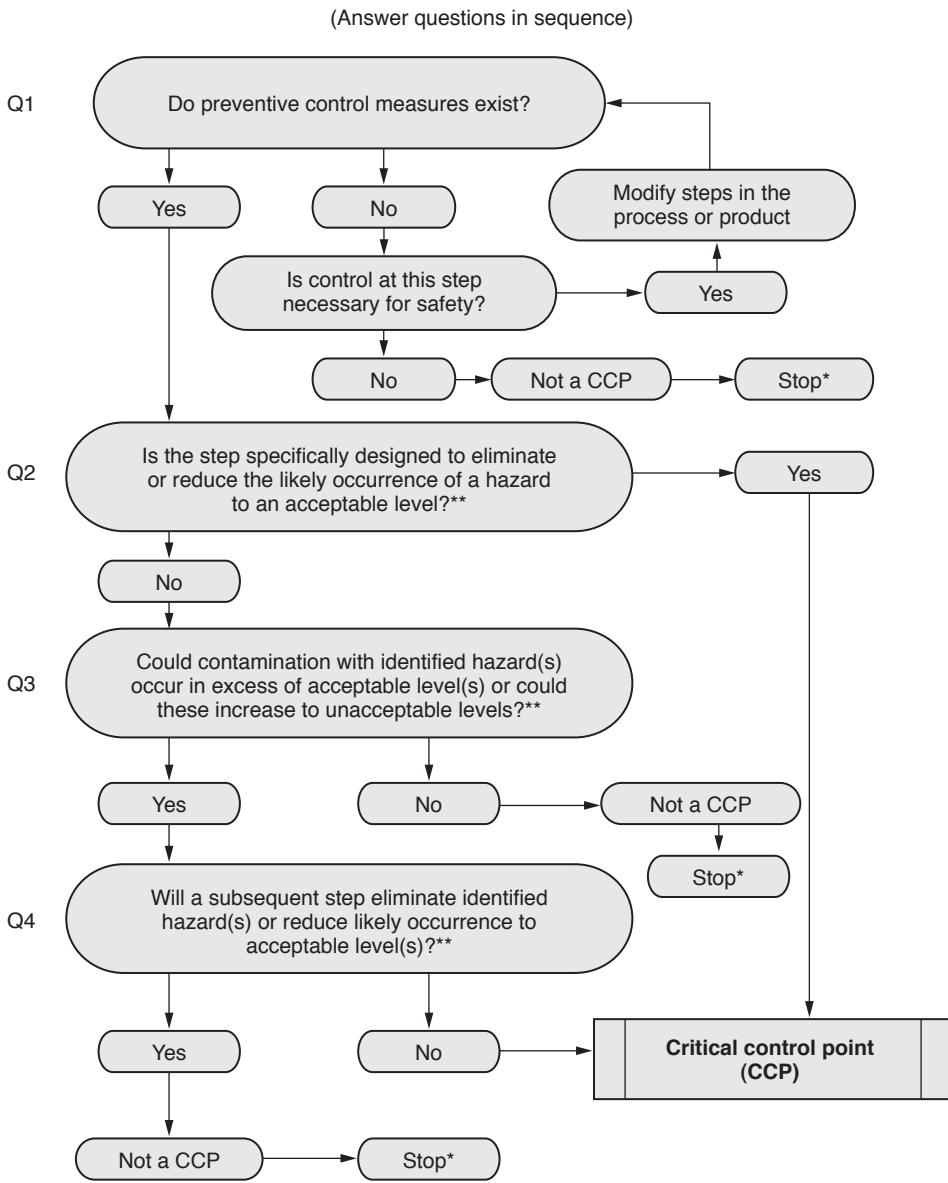 (Answer questions in sequence)
Q1
Do preventive control measures exist?
Yes
No
Modify steps in the
process or product
Is control at this step
necessary for safety?
Yes
No
Not a CCP
Stop*
Q2
Is the step specifically designed to eliminate
or reduce the likely occurrence of a hazard
to an acceptable level?**
Yes
No
Q3
Could contamination with identified hazard(s)
occur in excess of acceptable level(s) or could
these increase to unacceptable levels?**
Yes
No
Not a CCP
Stop*
Q4
Will a subsequent step eliminate identified
hazard(s) or reduce likely occurrence to
acceptable level(s)?**
Yes
No
Critical control point
(CCP)
Not a CCP
Stop*